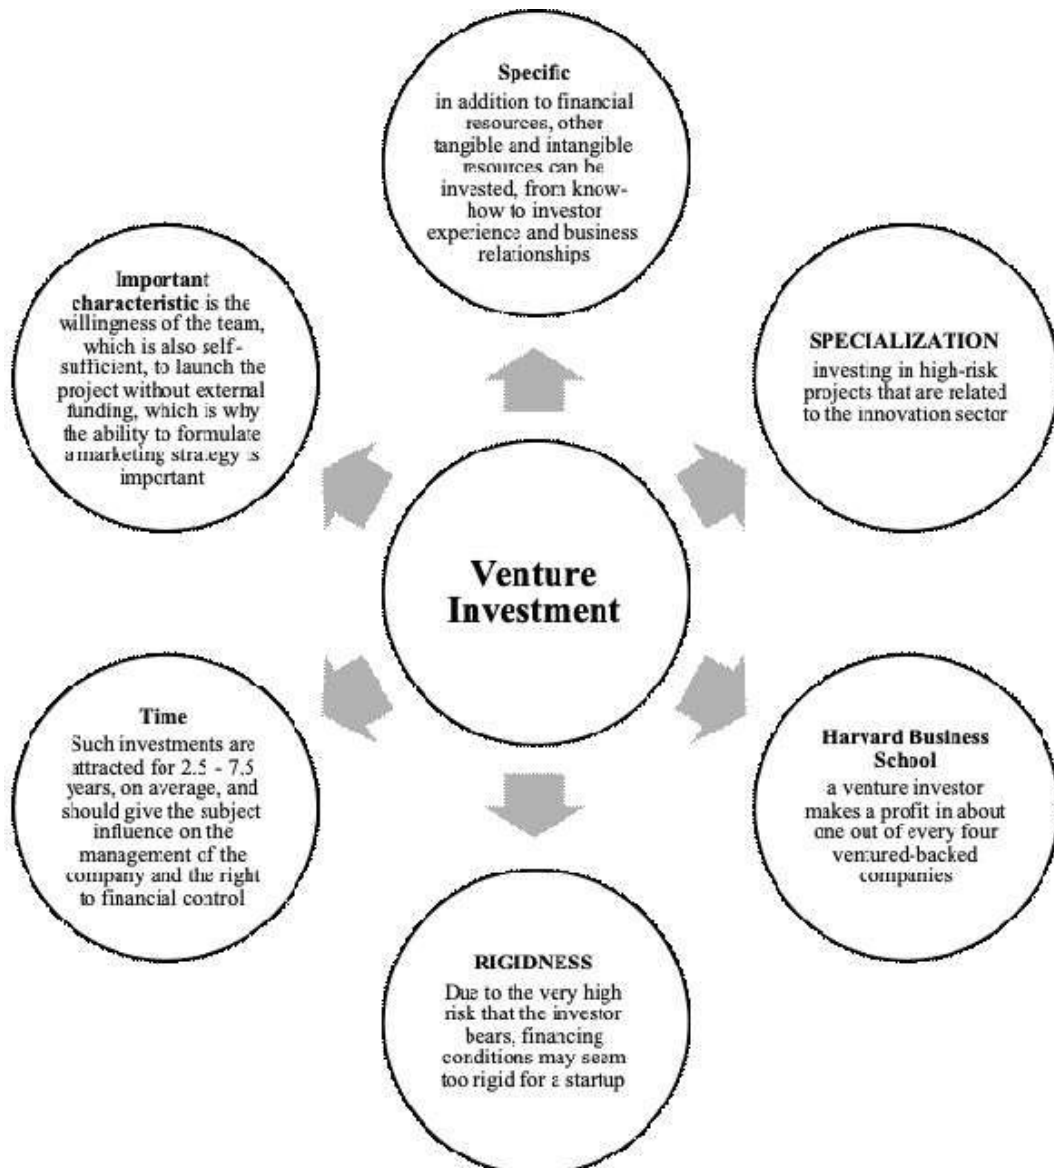 Specific
in addition to financial
resources, other
tangible and intangible
resources can be
invested, from know-
how to investor
experience and business
relationships
Important
characteristic is the
willingness of the team,
which is also self-
sufficient, to launch the
project without external
funding, which is why
the ability to formulate
a marketing strategy is
important
SPECIALIZATION
investing in high-risk
projects that are related
to the innovation sector
Venture
Investment
Time
Such investments are
attracted for 2.5 - 7.5
years, on average, and
should give the subject
influence on the
management of the
company and the right
to financial control
Harvard Business
School
a venture investor
makes a profit in about
one out of every four
ventured-backed
companies
RIGIDNESS
Due to the very high
risk that the investor
bears, financing
conditions may seem
too rigid for a startup